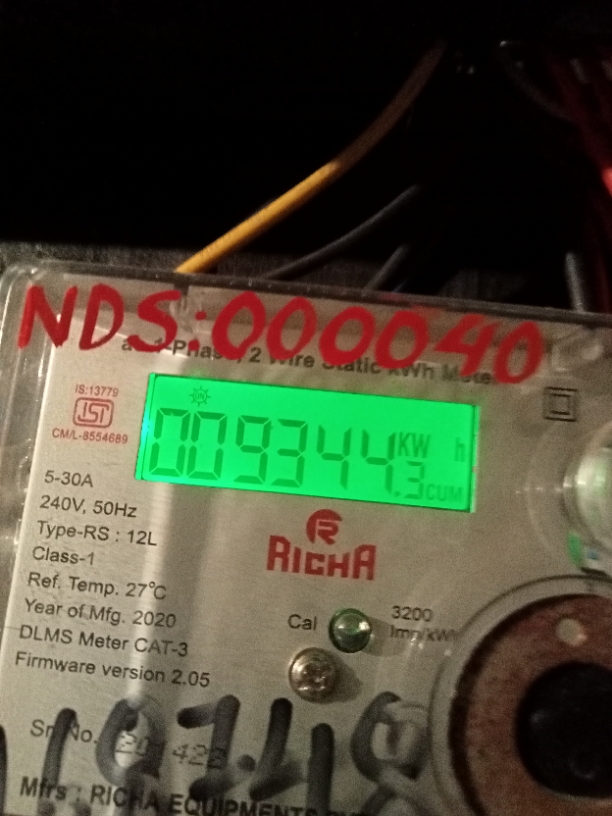 NDS:000040
2 Wire Static kWh
IS:13779
ISI
CM/L-8554689
ON
009344.3 KW h
CUM
5-30A
240V, 50Hz
Type-RS : 12L
Class-1
Ref. Temp. 27°C
Year of Mfg. 2020
DLMS Meter CAT-3
Firmware version 2.05
R
RICHA
Cal
3200
Imp/kWh
Mfrs : RICHA EQUIPMENTS